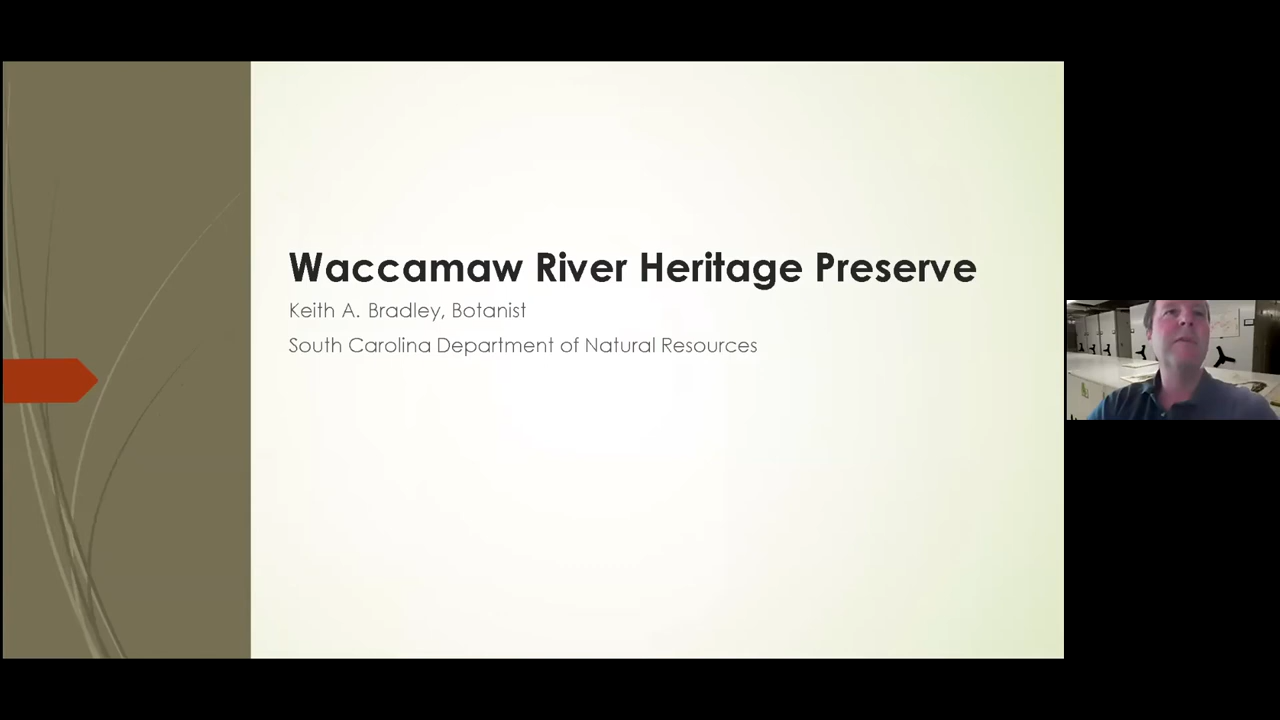 Waccamaw River Heritage Preserve
Keith A. Bradley, Botanist
South Carolina Department of Natural Resources